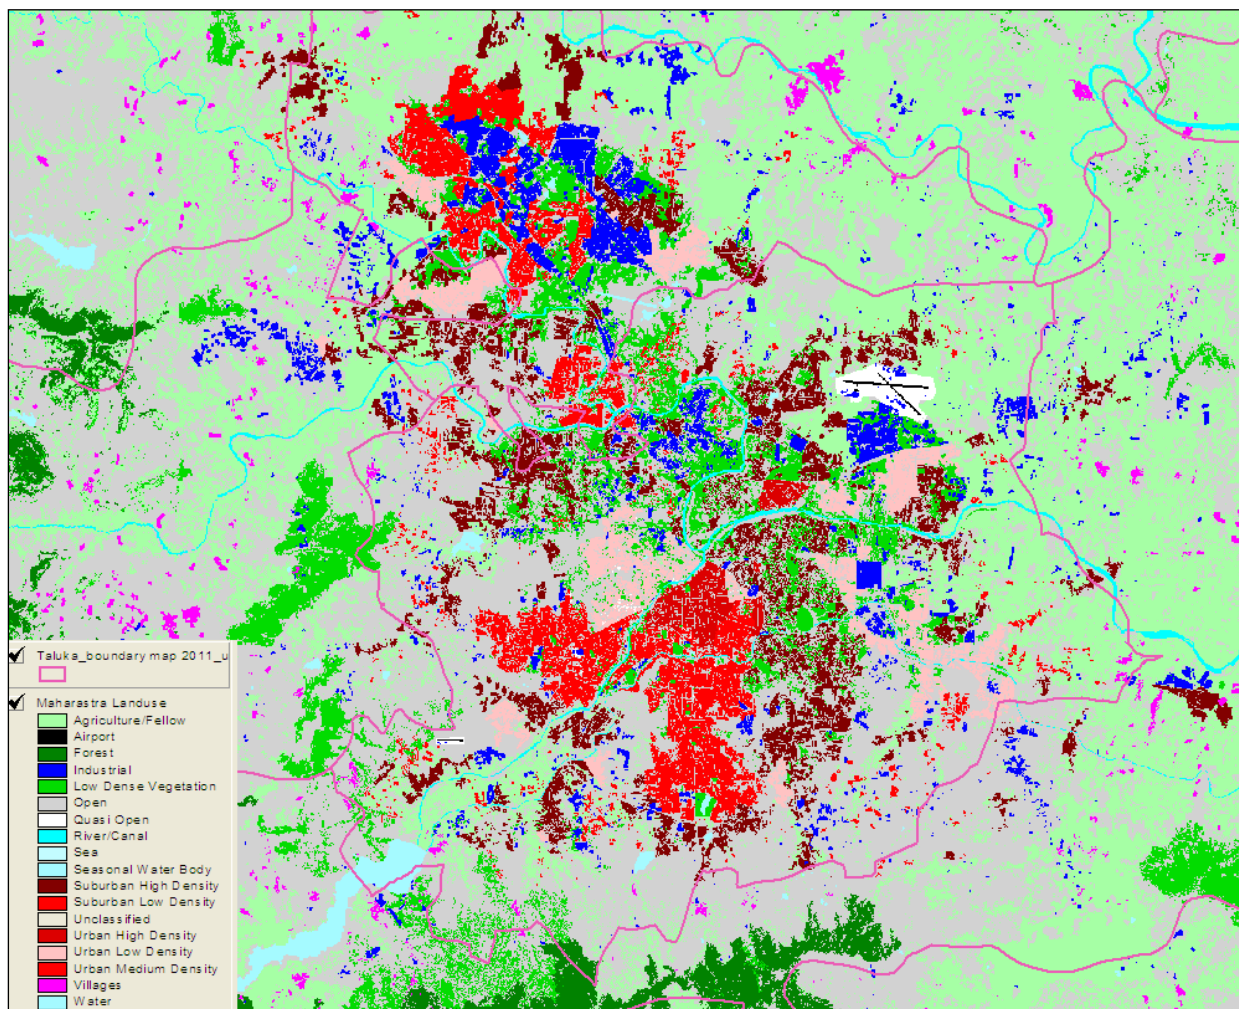 Taluka_boundary map 2011_u
Maharastra Landuse
Agriculture/Fellow
Airport
Forest
Industrial
Low Dense Vegetation
Open
Quasi Open
River/Canal
Sea
Seasonal Water Body
Suburban High Density
Suburban Low Density
Unclassified
Urban High Density
Urban Low Density
Urban Medium Density
Villages
Water